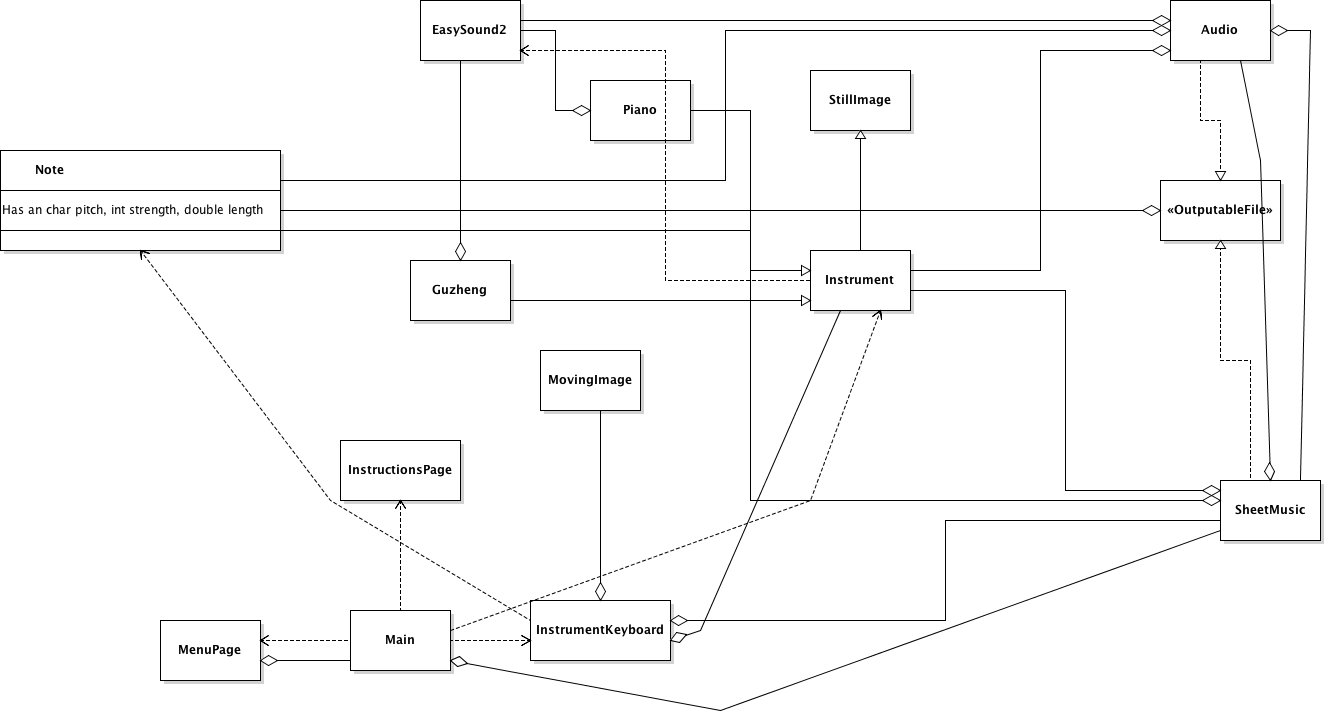 EasySound2
Audio
Piano
StillImage
Note
Has an char pitch, int strength, double length
«OutputableFile»
Guzheng
Instrument
MovingImage
InstructionsPage
SheetMusic
MenuPage
Main
InstrumentKeyboard